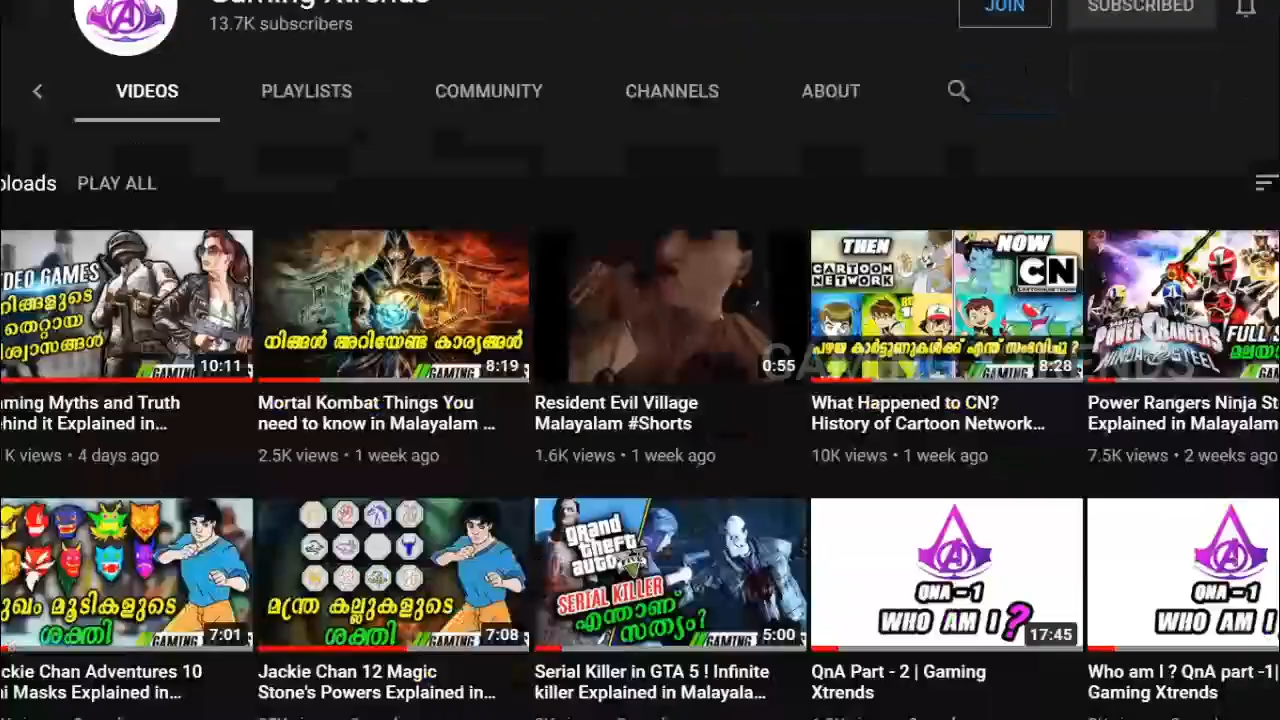 Gaming Xtrends
13.7K subscribers
JOIN
SUBSCRIBED
VIDEOS
PLAYLISTS
COMMUNITY
CHANNELS
ABOUT
ploads
PLAY ALL
DEO GAMES
നിങ്ങളുടെ
തെറ്റായ
ശ്വാസങ്ങൾ
GAMING
10:11
നിങ്ങൾ അറിയേണ്ട കാര്യങ്ങൾ
GAMING
8:19
0:55
THEN
CARTOON
NETWORK
NOW
CN
പഴയ കാർട്ടൂണുകൾക്ക് എന്ത് സംഭവിച്ചു ?
8:28
POWER RANGERS
NINJA STEEL
FULL
GAMING
aming Myths and Truth
hind it Explained in...
K views • 4 days ago
Mortal Kombat Things You
need to know in Malayalam ...
2.5K views • 1 week ago
Resident Evil Village
Malayalam #Shorts
1.6K views • 1 week ago
What Happened to CN?
History of Cartoon Network...
10K views • 1 week ago
Power Rangers Ninja St
Explained in Malayalam
7.5K views • 2 weeks ago
മുഖം മൂടികളുടെ
ശക്തി
GAMING
7:01
മന്ത്ര കല്ലുകളുടെ
ശക്തി
GAMING
7:08
grand
theft
auto
SERIAL KILLER
എന്താണ്
സത്യം?
GAMING
5:00
QNA - 1
WHO AM I ?
17:45
QNA - 1
WHO AM I
ckie Chan Adventures 10
i Masks Explained in...
Jackie Chan 12 Magic
Stone's Powers Explained in...
Serial Killer in GTA 5 ! Infinite
killer Explained in Malayala...
QnA Part - 2 | Gaming
Xtrends
Who am I ? QnA part -1|
Gaming Xtrends